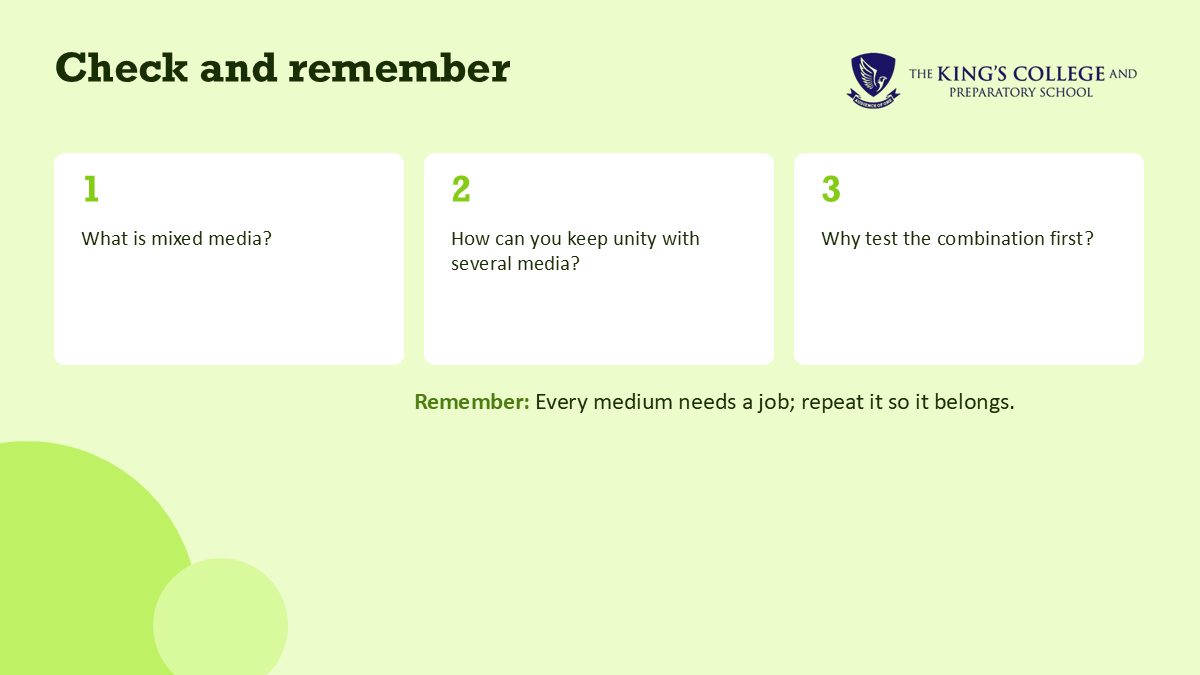 Check and remember
THE KING'S COLLEGE AND
PREPARATORY SCHOOL
1
What is mixed media?
2
How can you keep unity with
several media?
3
Why test the combination first?
Remember: Every medium needs a job; repeat it so it belongs.